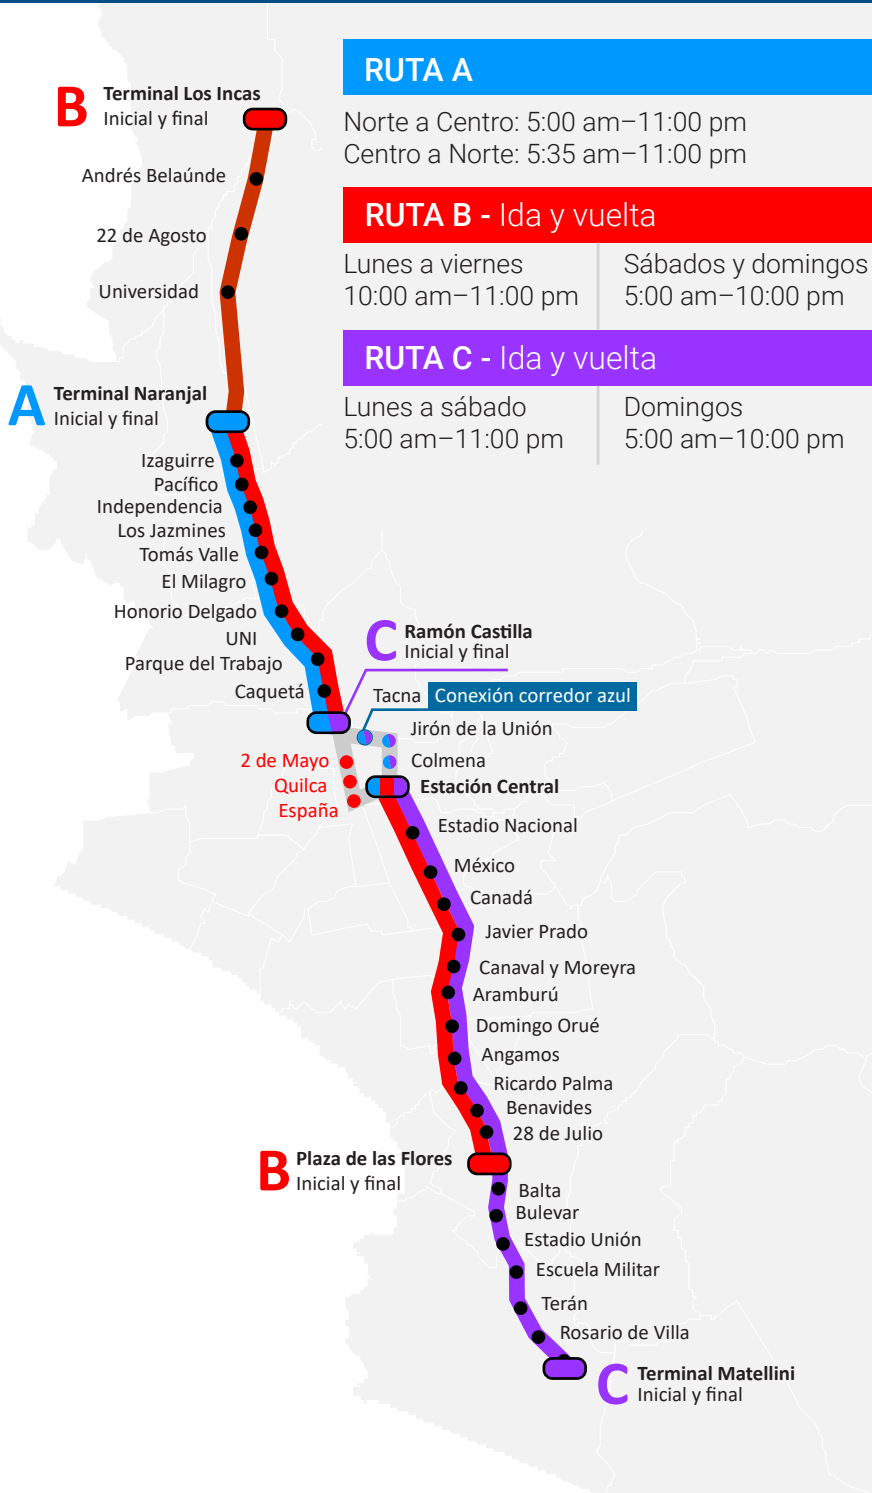 RUTA A
Norte a Centro: 5:00 am–11:00 pm
Centro a Norte: 5:35 am–11:00 pm
RUTA B - Ida y vuelta
Lunes a viernes
10:00 am–11:00 pm
Sábados y domingos
5:00 am–10:00 pm
RUTA C - Ida y vuelta
Lunes a sábado
5:00 am–11:00 pm
Domingos
5:00 am–10:00 pm
B
Terminal Los Incas
Inicial y final
Andrés Belaúnde
22 de Agosto
Universidad
A
Terminal Naranjal
Inicial y final
Izaguirre
Pacífico
Independencia
Los Jazmines
Tomás Valle
El Milagro
Honorio Delgado
UNI
Parque del Trabajo
Caquetá
C
Ramón Castilla
Inicial y final
Tacna
Conexión corredor azul
Jirón de la Unión
Colmena
2 de Mayo
Quilca
España
Estación Central
Estadio Nacional
México
Canadá
Javier Prado
Canaval y Moreyra
Aramburú
Domingo Orué
Angamos
Ricardo Palma
Benavides
28 de Julio
B
Plaza de las Flores
Inicial y final
Balta
Bulevar
Estadio Unión
Escuela Militar
Terán
Rosario de Villa
C
Terminal Matellini
Inicial y final